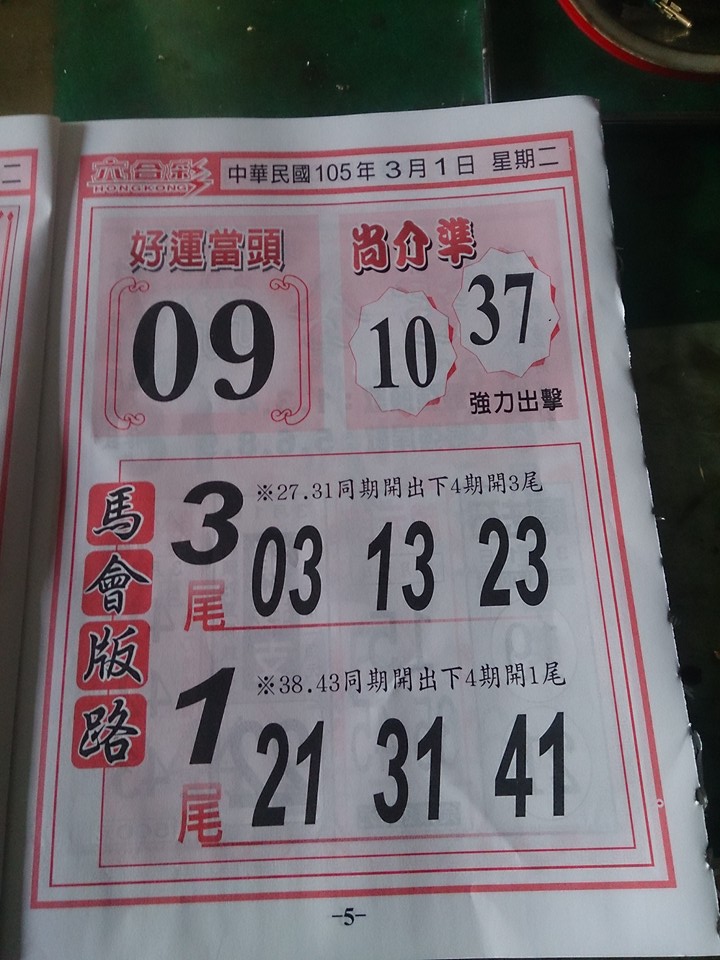 二
六合彩 HONGKONG 中華民國105年3月1日 星期二
好運當頭
09
尚介準
10 37
強力出擊
馬會版路
3尾
※27.31同期開出下4期開3尾
03 13 23
1尾
※38.43同期開出下4期開1尾
21 31 41
-5-